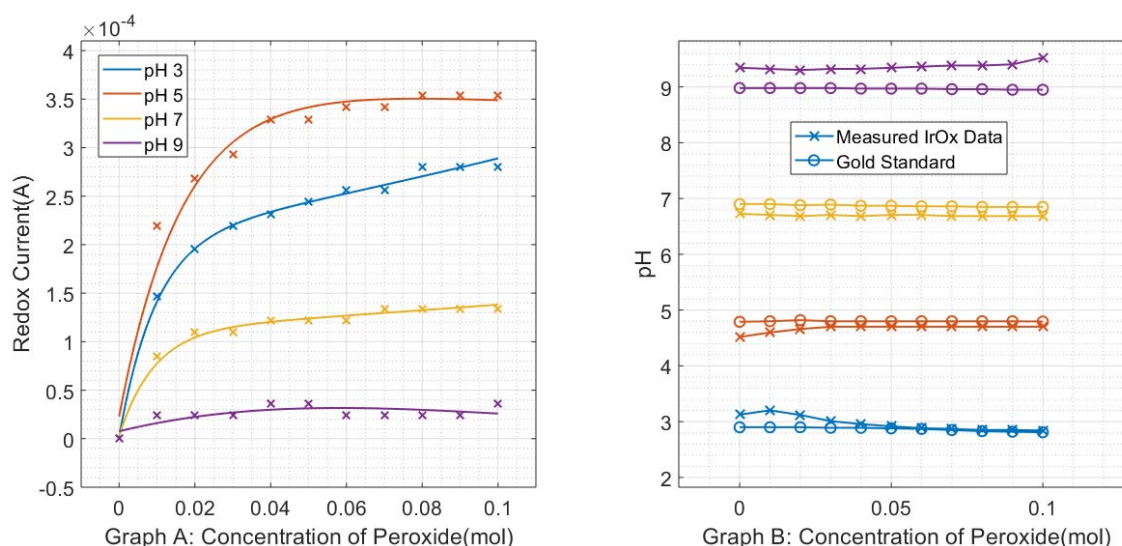 ×10⁻⁴
4
3.5
3
2.5
2
1.5
1
0.5
0
-0.5
Redox Current(A)
pH 3
pH 5
pH 7
pH 9
0 0.02 0.04 0.06 0.08 0.1
Graph A: Concentration of Peroxide(mol)
9
8
7
6
5
4
3
2
pH
Measured IrOx Data
Gold Standard
0 0.05 0.1
Graph B: Concentration of Peroxide(mol)